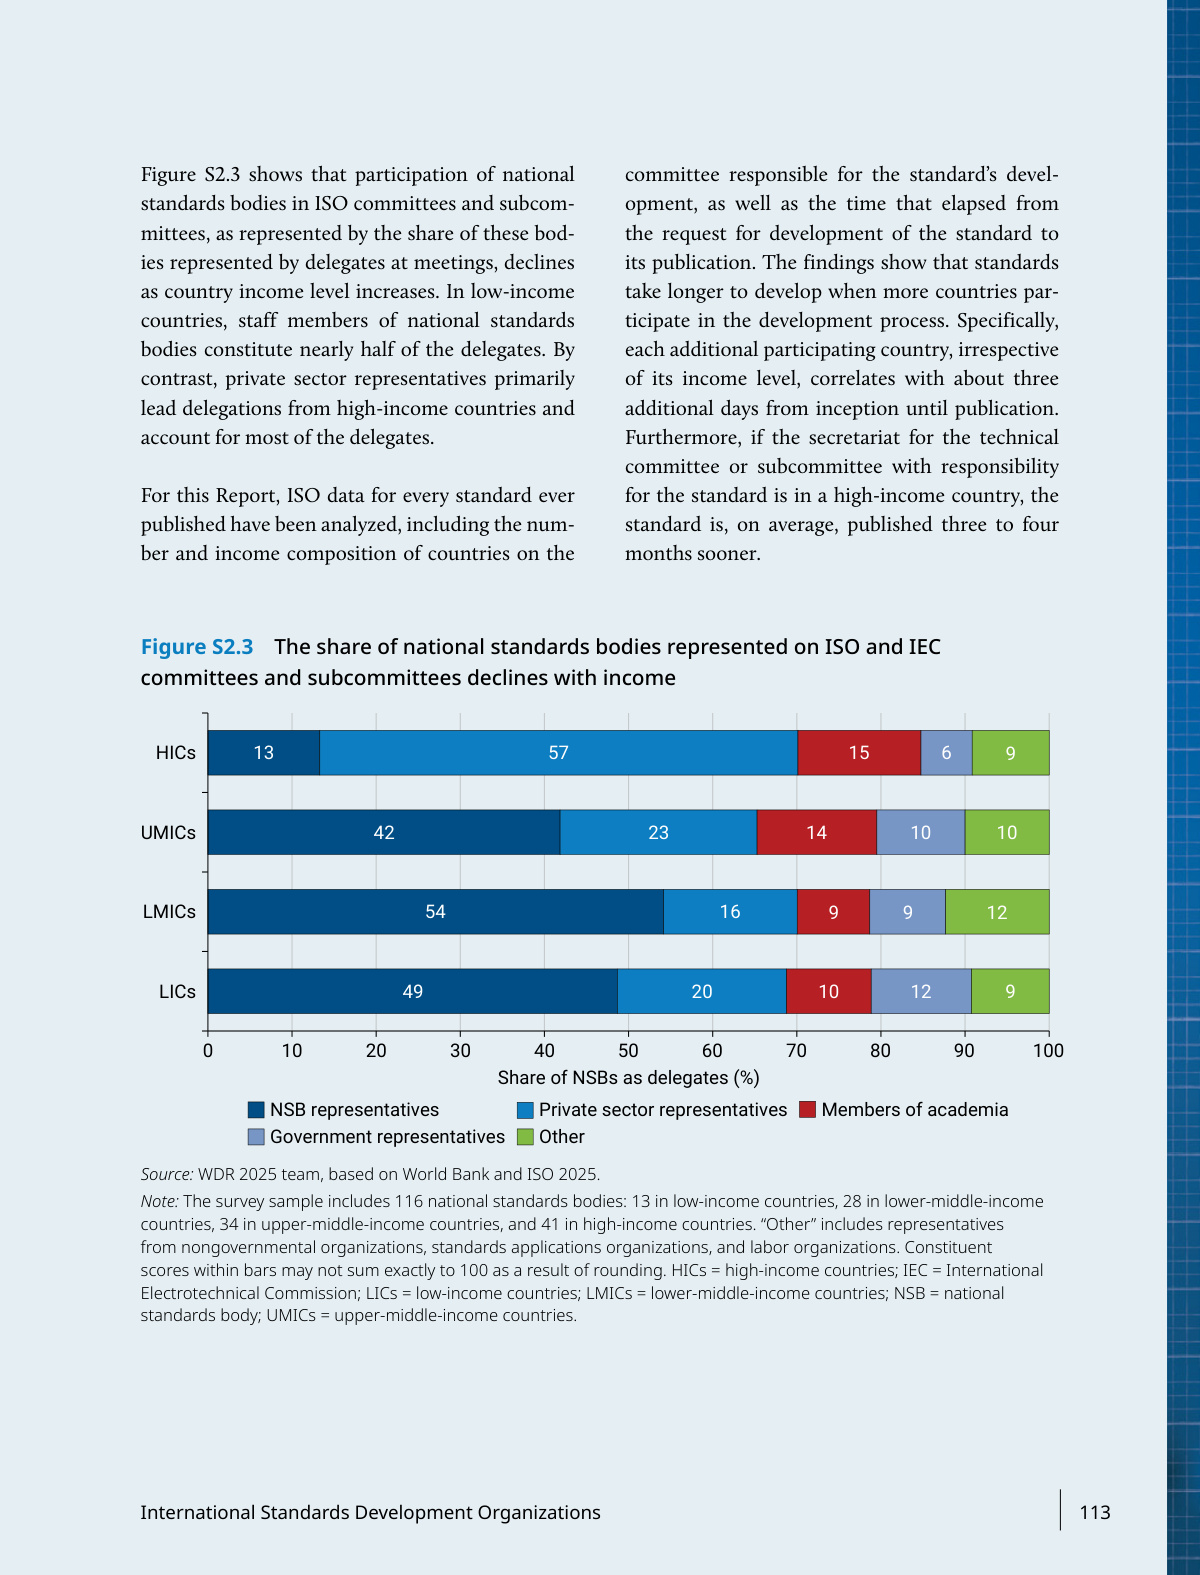 Figure S2.3 shows that participation of national
standards bodies in ISO committees and subcom-
mittees, as represented by the share of these bod-
ies represented by delegates at meetings, declines
as country income level increases. In low-income
countries, staff members of national standards
bodies constitute nearly half of the delegates. By
contrast, private sector representatives primarily
lead delegations from high-income countries and
account for most of the delegates.
For this Report, ISO data for every standard ever
published have been analyzed, including the num-
ber and income composition of countries on the
committee responsible for the standard’s devel-
opment, as well as the time that elapsed from
the request for development of the standard to
its publication. The findings show that standards
take longer to develop when more countries par-
ticipate in the development process. Specifically,
each additional participating country, irrespective
of its income level, correlates with about three
additional days from inception until publication.
Furthermore, if the secretariat for the technical
committee or subcommittee with responsibility
for the standard is in a high-income country, the
standard is, on average, published three to four
months sooner.
Figure S2.3 The share of national standards bodies represented on ISO and IEC
committees and subcommittees declines with income
HICs 13 57 15 6 9
UMICs 42 23 14 10 10
LMICs 54 16 9 9 12
LICs 49 20 10 12 9
0 10 20 30 40 50 60 70 80 90 100
Share of NSBs as delegates (%)
NSB representatives Private sector representatives Members of academia
Government representatives Other
Source: WDR 2025 team, based on World Bank and ISO 2025.
Note: The survey sample includes 116 national standards bodies: 13 in low-income countries, 28 in lower-middle-income
countries, 34 in upper-middle-income countries, and 41 in high-income countries. “Other” includes representatives
from nongovernmental organizations, standards applications organizations, and labor organizations. Constituent
scores within bars may not sum exactly to 100 as a result of rounding. HICs = high-income countries; IEC = International
Electrotechnical Commission; LICs = low-income countries; LMICs = lower-middle-income countries; NSB = national
standards body; UMICs = upper-middle-income countries.
International Standards Development Organizations 113